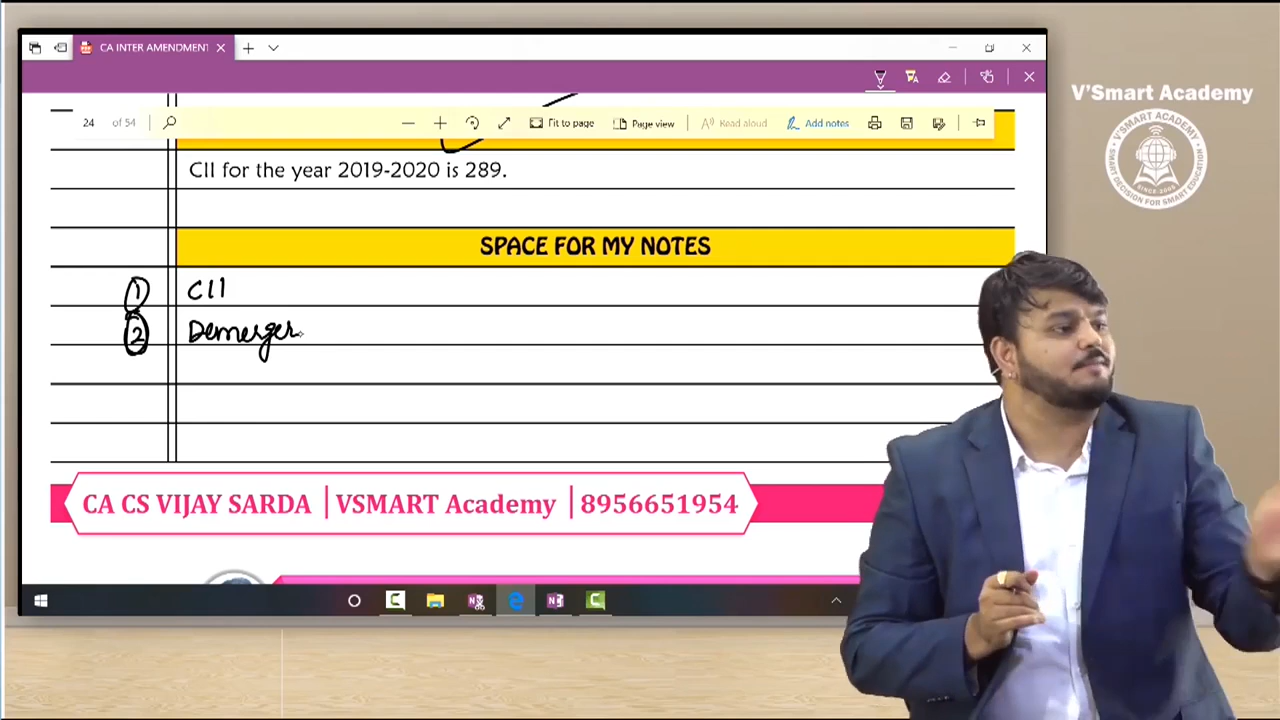 CA INTER AMENDMENT
V'Smart Academy
24 of 54
Fit to page
Page view
Read aloud
Add notes
CII for the year 2019-2020 is 289.
SPACE FOR MY NOTES
1 CII
2 Demerger
CA CS VIJAY SARDA | VSMART Academy | 8956651954
V'SMART ACADEMY
SMART DECISION FOR SMART EDUCATION
SINCE-2005